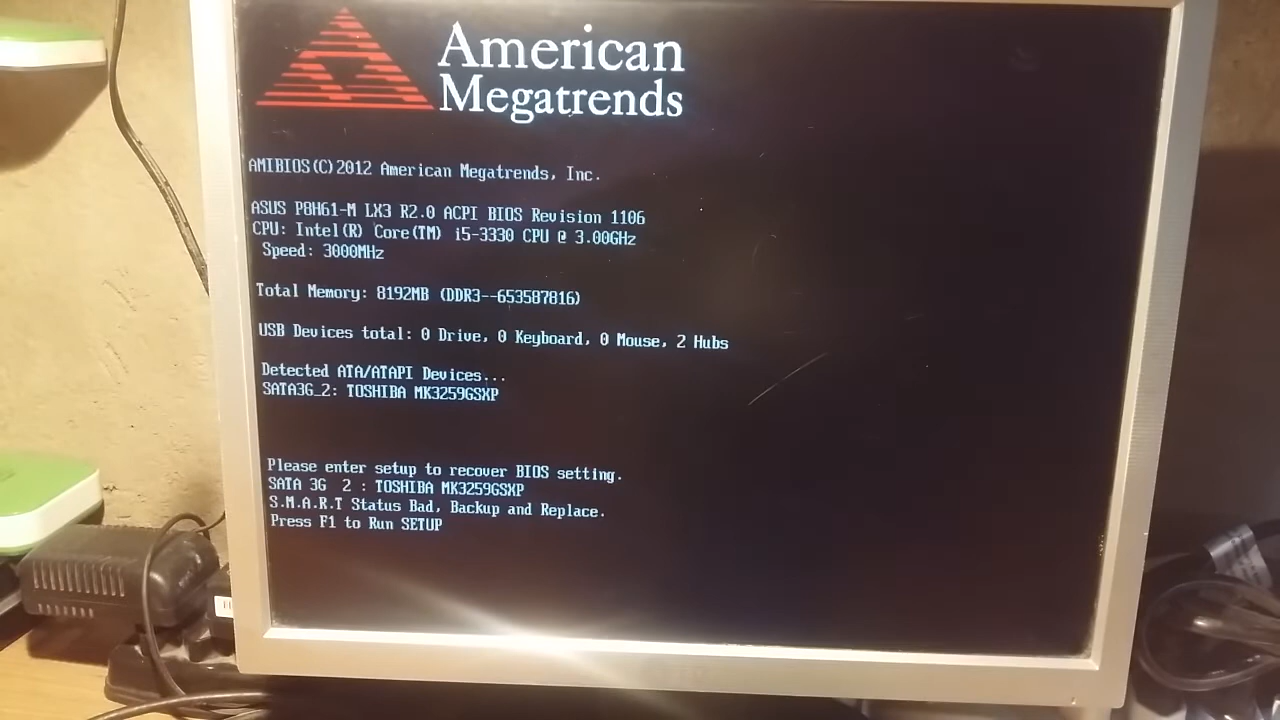 American
Megatrends
AMIBIOS(C)2012 American Megatrends, Inc.
ASUS P8H61-M LX3 R2.0 ACPI BIOS Revision 1106
CPU: Intel(R) Core(TM) i5-3330 CPU @ 3.00GHz
Speed: 3000MHz
Total Memory: 8192MB (DDR3--653587816)
USB Devices total: 0 Drive, 0 Keyboard, 0 Mouse, 2 Hubs
Detected ATA/ATAPI Devices...
SATA3G_2: TOSHIBA MK3259GSXP
Please enter setup to recover BIOS setting.
SATA 3G 2 : TOSHIBA MK3259GSXP
S.M.A.R.T Status Bad, Backup and Replace.
Press F1 to Run SETUP